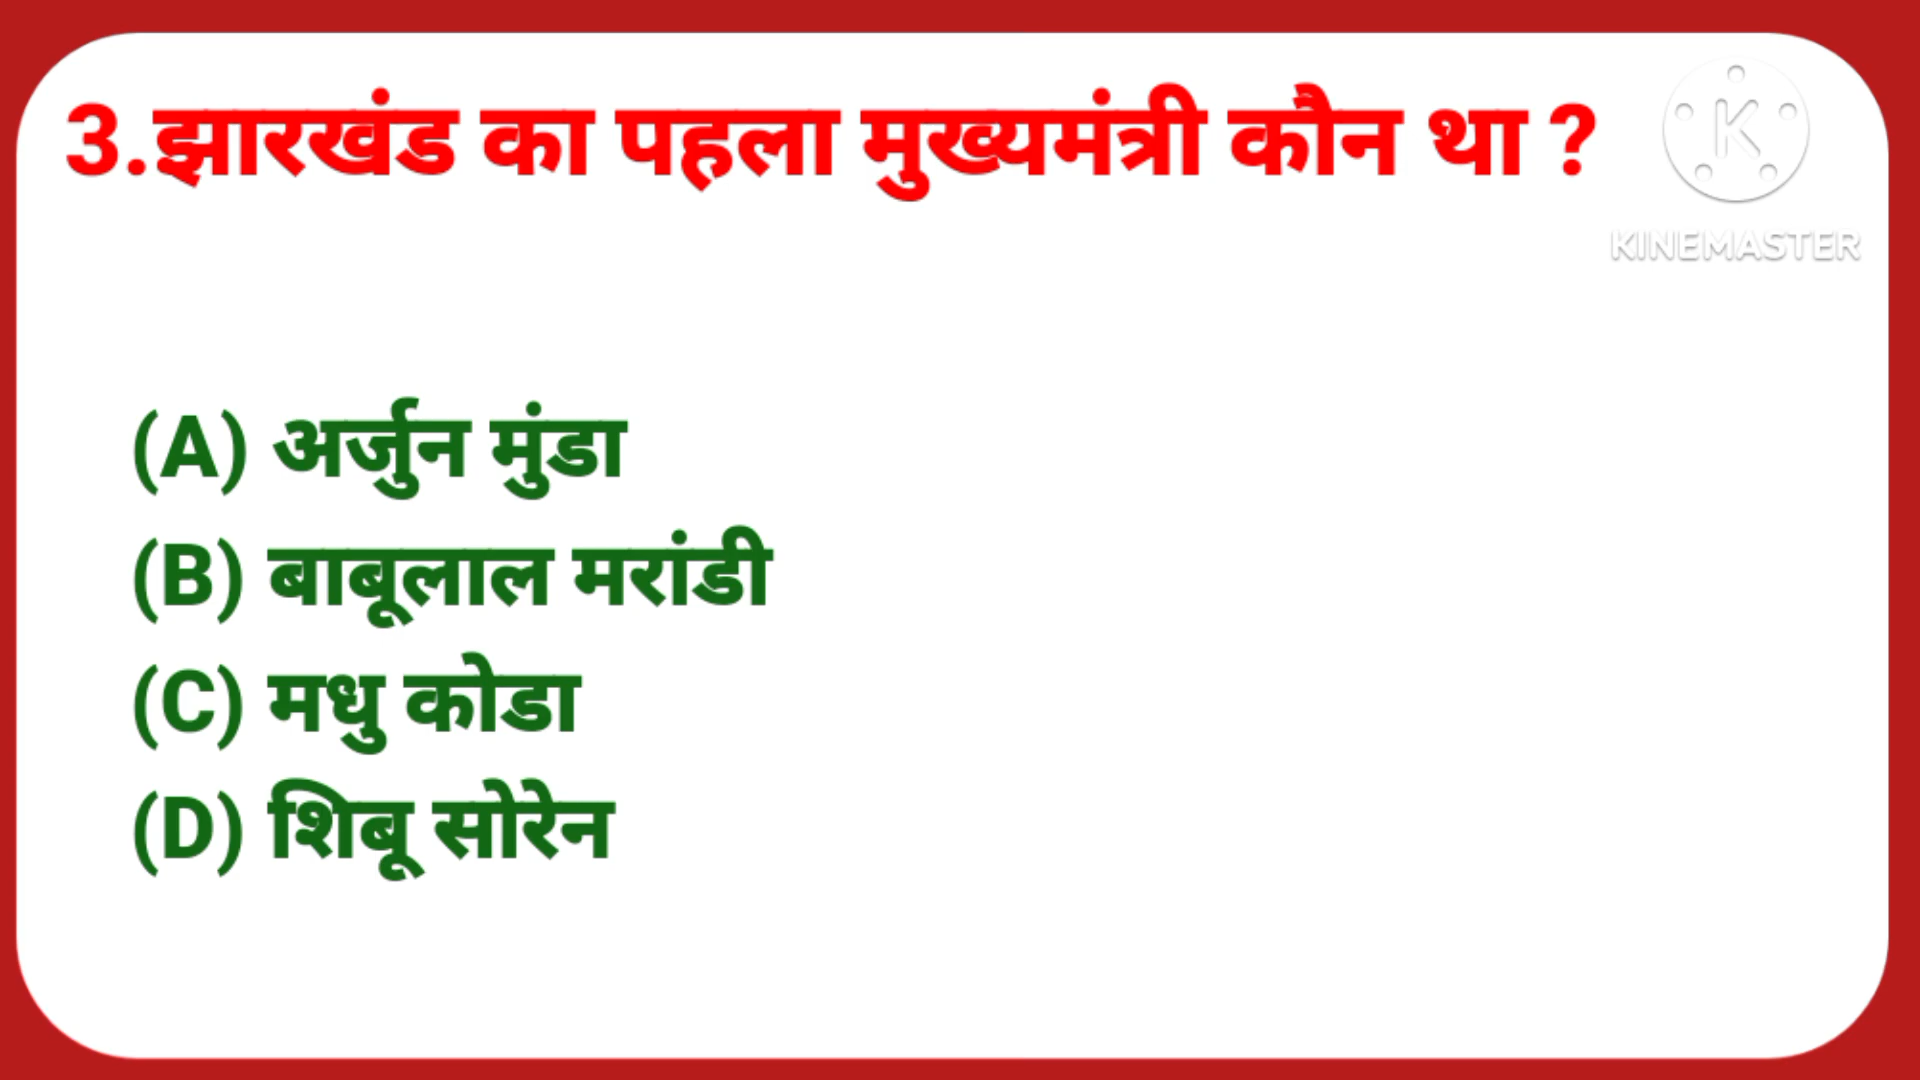 3.झारखंड का पहला मुख्यमंत्री कौन था ?
K
KINEMASTER
(A) अर्जुन मुंडा
(B) बाबूलाल मरांडी
(C) मधु कोडा
(D) शिबू सोरेन